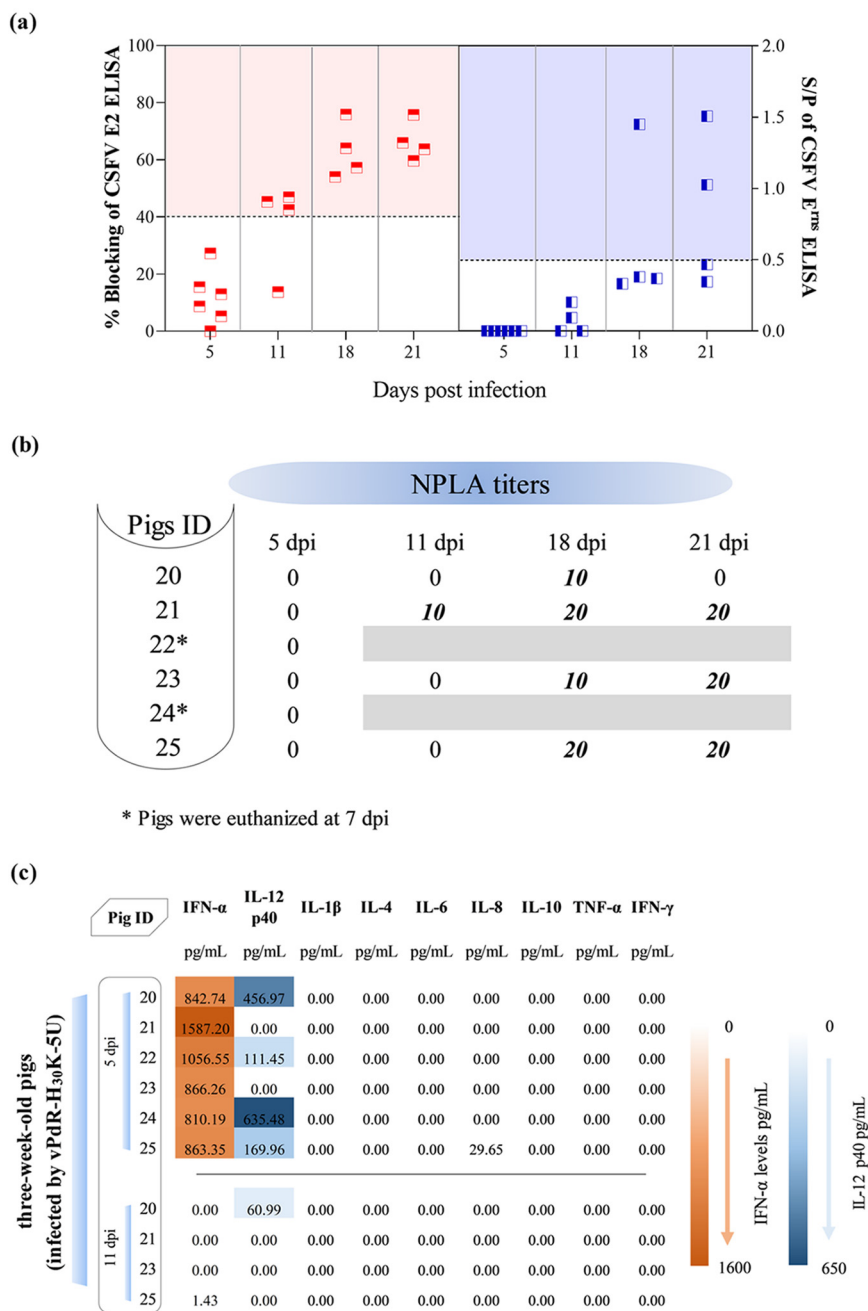 (a)
% Blocking of CSFV E2 ELISA
100
80
60
40
20
0
2.0
1.5
1.0
0.5
0.0
S/P of CSFV Erns ELISA
5 11 18 21 5 11 18 21
Days post infection
(b)
NPLA titers
Pigs ID
5 dpi 11 dpi 18 dpi 21 dpi
20 0 0 10 0
21 0 10 20 20
22* 0
23 0 0 10 20
24* 0
25 0 0 20 20
* Pigs were euthanized at 7 dpi
(c)
Pig ID IFN-α IL-12 p40 IL-1β IL-4 IL-6 IL-8 IL-10 TNF-α IFN-γ
pg/mL pg/mL pg/mL pg/mL pg/mL pg/mL pg/mL pg/mL pg/mL
three-week-old pigs
(infected by vPdR-H30K-5U)
5 dpi
20 842.74 456.97 0.00 0.00 0.00 0.00 0.00 0.00 0.00
21 1587.20 0.00 0.00 0.00 0.00 0.00 0.00 0.00 0.00
22 1056.55 111.45 0.00 0.00 0.00 0.00 0.00 0.00 0.00
23 866.26 0.00 0.00 0.00 0.00 0.00 0.00 0.00 0.00
24 810.19 635.48 0.00 0.00 0.00 0.00 0.00 0.00 0.00
25 863.35 169.96 0.00 0.00 0.00 29.65 0.00 0.00 0.00
11 dpi
20 0.00 60.99 0.00 0.00 0.00 0.00 0.00 0.00 0.00
21 0.00 0.00 0.00 0.00 0.00 0.00 0.00 0.00 0.00
23 0.00 0.00 0.00 0.00 0.00 0.00 0.00 0.00 0.00
25 1.43 0.00 0.00 0.00 0.00 0.00 0.00 0.00 0.00
0
IFN-α levels pg/mL
1600
0
IL-12 p40 pg/mL
650